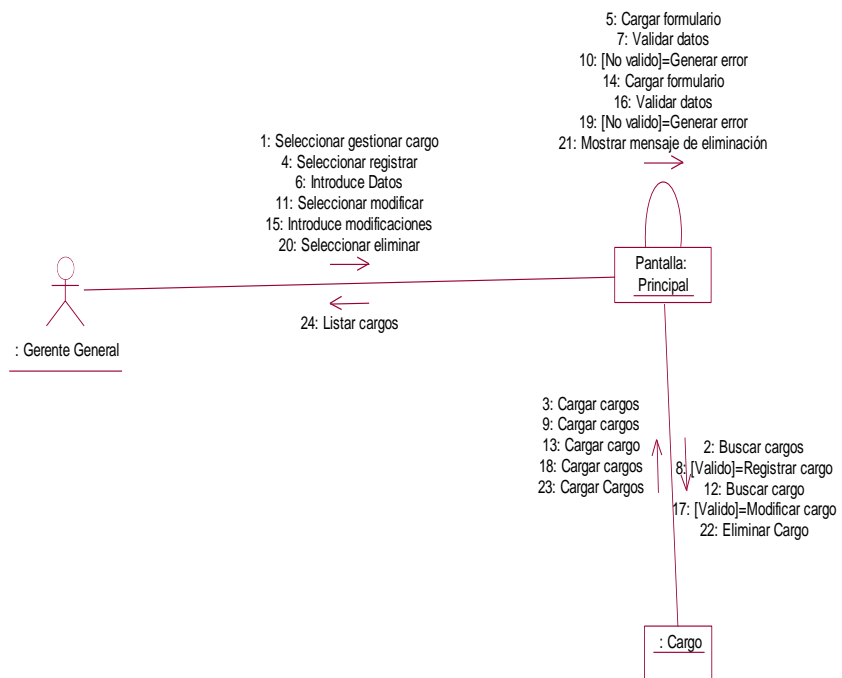 5: Cargar formulario
7: Validar datos
10: [No valido]=Generar error
14: Cargar formulario
16: Validar datos
19: [No valido]=Generar error
21: Mostrar mensaje de eliminación
1: Seleccionar gestionar cargo
4: Seleccionar registrar
6: Introduce Datos
11: Seleccionar modificar
15: Introduce modificaciones
20: Seleccionar eliminar
Pantalla:
Principal
24: Listar cargos
: Gerente General
3: Cargar cargos
9: Cargar cargos
13: Cargar cargo
18: Cargar cargos
23: Cargar Cargos
2: Buscar cargos
8: [Valido]=Registrar cargo
12: Buscar cargo
17: [Valido]=Modificar cargo
22: Eliminar Cargo
: Cargo